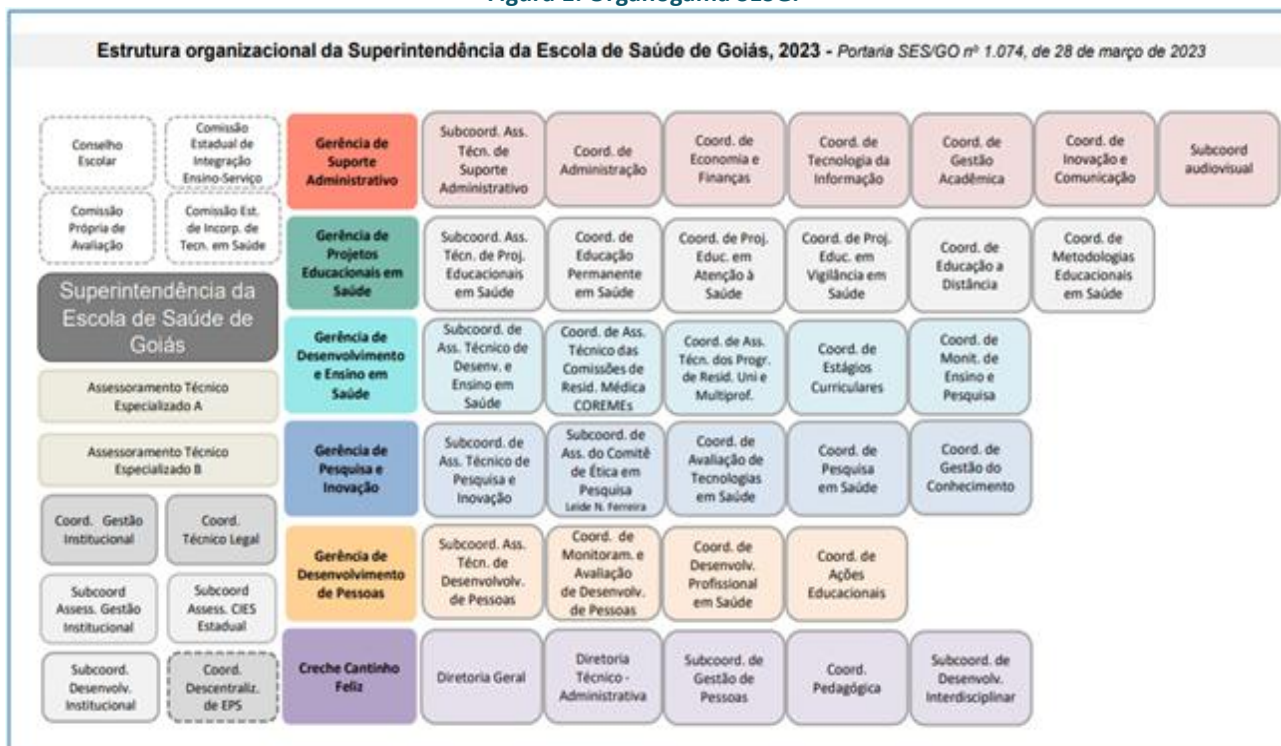 Figura 1. Organograma SESG.
Estrutura organizacional da Superintendência da Escola de Saúde de Goiás, 2023 - Portaria SES/GO nº 1.074, de 28 de março de 2023
Conselho
Escolar
Comissão
Estadual de
Integração
Ensino-Serviço
Comissão
Própria de
Avaliação
Comissão Est.
de Incorp. de
Tecn. em Saúde
Superintendência da
Escola de Saúde de
Goiás
Assessoramento Técnico
Especializado A
Assessoramento Técnico
Especializado B
Coord. Gestão
Institucional
Coord.
Técnico Legal
Subcoord
Assess. Gestão
Institucional
Subcoord
Assess. CIES
Estadual
Subcoord.
Desenvolv.
Institucional
Coord.
Descentraliz.
de EPS
Gerência de
Suporte
Administrativo
Subcoord. Ass.
Técn. de
Suporte
Administrativo
Coord. de
Administração
Coord. de
Economia e
Finanças
Coord. de
Tecnologia da
Informação
Coord. de
Gestão
Acadêmica
Coord. de
Inovação e
Comunicação
Subcoord
audiovisual
Gerência de
Projetos
Educacionais em
Saúde
Subcoord. Ass.
Técn. de Proj.
Educacionais
em Saúde
Coord. de
Educação
Permanente
em Saúde
Coord. de Proj.
Educ. em
Atenção à
Saúde
Coord. de Proj.
Educ. em
Vigilância em
Saúde
Coord. de
Educação a
Distância
Coord. de
Metodologias
Educacionais
em Saúde
Gerência de
Desenvolvimento
e Ensino em
Saúde
Subcoord. de
Ass. Técnico de
Desenv. e
Ensino em
Saúde
Coord. de Ass.
Técnico das
Comissões de
Resid. Médica
COREMEs
Coord. de Ass.
Técn. dos Progr.
de Resid. Uni e
Multiprof.
Coord. de
Estágios
Curriculares
Coord. de
Monit. de
Ensino e
Pesquisa
Gerência de
Pesquisa e
Inovação
Subcoord. de
Ass. Técnico de
Pesquisa e
Inovação
Subcoord. de
Ass. do Comitê
de Ética em
Pesquisa
Leide N. Ferreira
Coord. de
Avaliação de
Tecnologias
em Saúde
Coord. de
Pesquisa
em Saúde
Coord. de
Gestão do
Conhecimento
Gerência de
Desenvolvimento
de Pessoas
Subcoord. Ass.
Técn. de
Desenvolvolv.
de Pessoas
Coord. de
Monitoram. e
Avaliação
de Desenvolv.
de Pessoas
Coord. de
Desenvolv.
Profissional
em Saúde
Coord. de
Ações
Educacionais
Creche Cantinho
Feliz
Diretoria Geral
Diretoria
Técnico -
Administrativa
Subcoord. de
Gestão de
Pessoas
Coord.
Pedagógica
Subcoord. de
Desenvolv.
Interdisciplinar